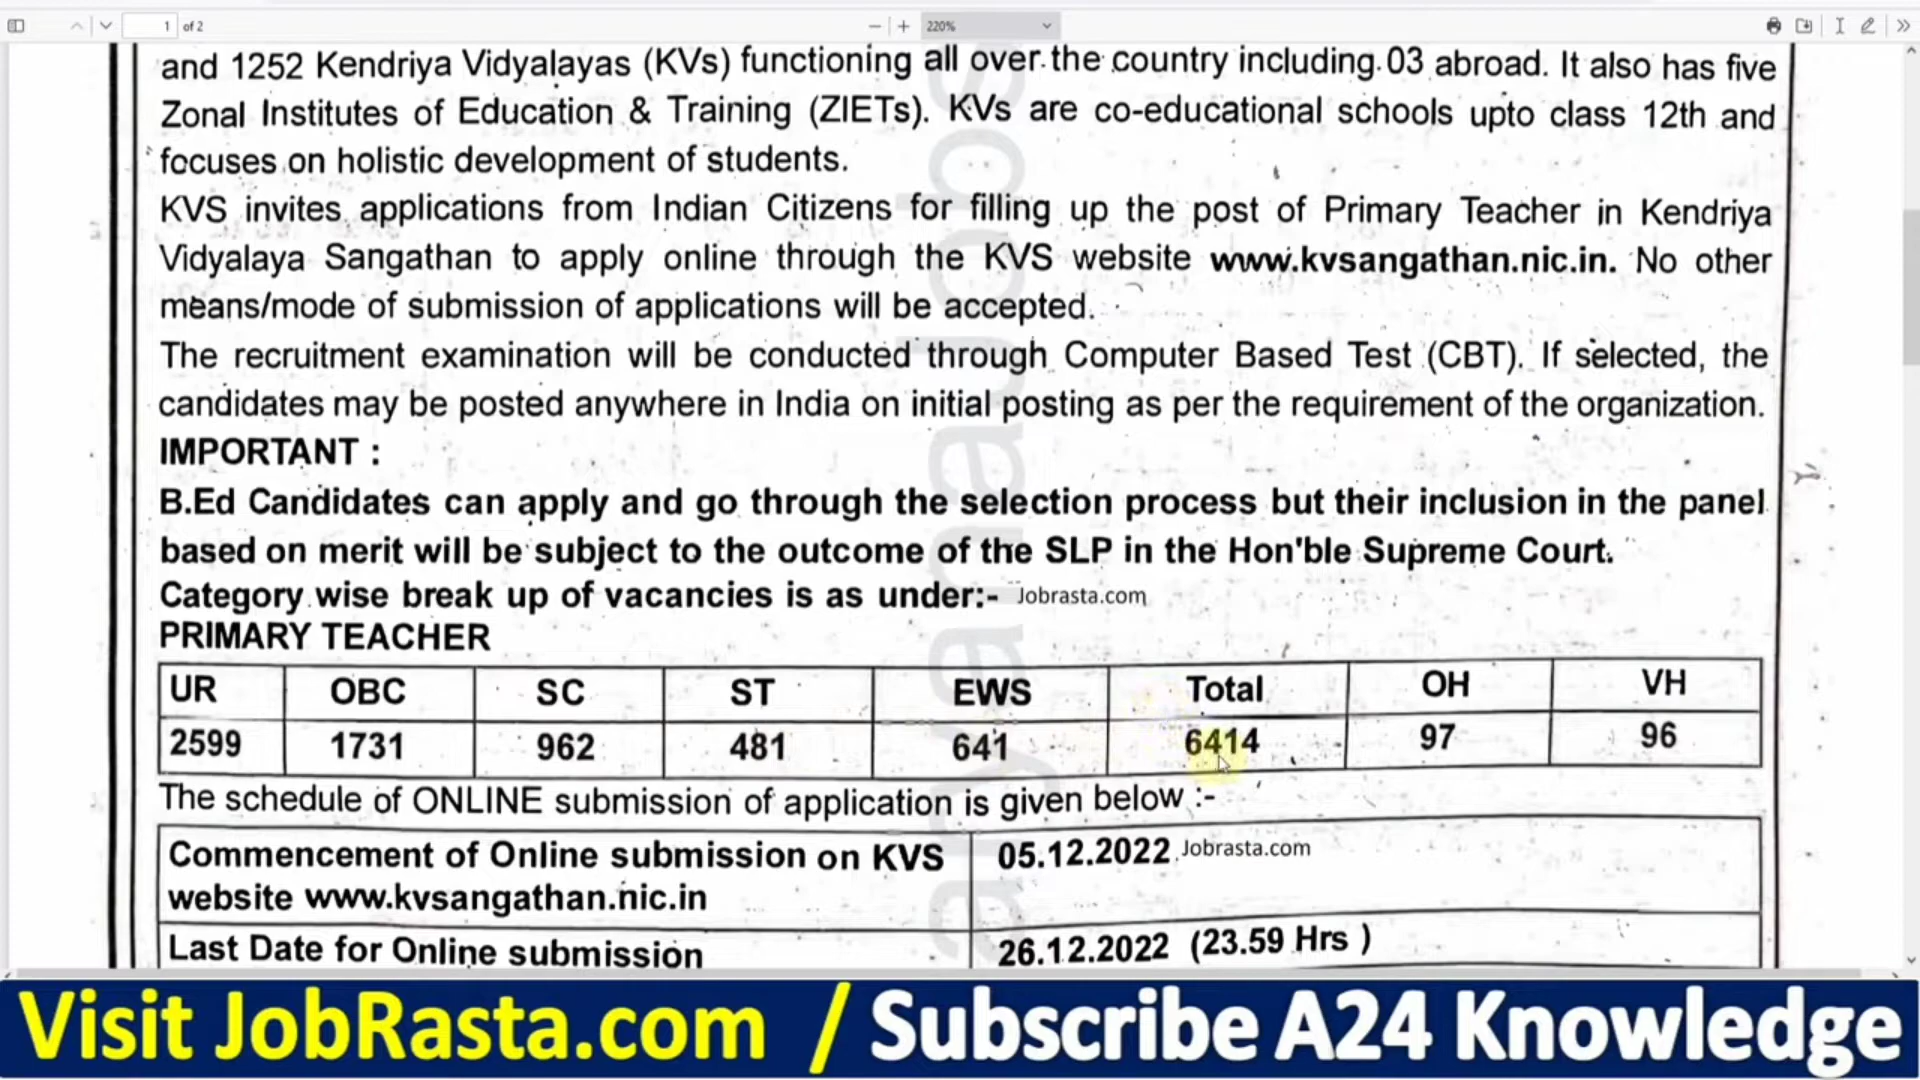 1 of 2 220%
and 1252 Kendriya Vidyalayas (KVs) functioning all over the country including 03 abroad. It also has five
Zonal Institutes of Education & Training (ZIETs). KVs are co-educational schools upto class 12th and
focuses on holistic development of students.
KVS invites applications from Indian Citizens for filling up the post of Primary Teacher in Kendriya
Vidyalaya Sangathan to apply online through the KVS website www.kvsangathan.nic.in. No other
means/mode of submission of applications will be accepted.
The recruitment examination will be conducted through Computer Based Test (CBT). If selected, the
candidates may be posted anywhere in India on initial posting as per the requirement of the organization.
IMPORTANT :
B.Ed Candidates can apply and go through the selection process but their inclusion in the panel
based on merit will be subject to the outcome of the SLP in the Hon'ble Supreme Court.
Category wise break up of vacancies is as under:- Jobrasta.com
PRIMARY TEACHER
UR OBC SC ST EWS Total OH VH
2599 1731 962 481 641 6414 97 96
The schedule of ONLINE submission of application is given below :-
Commencement of Online submission on KVS 05.12.2022 Jobrasta.com
website www.kvsangathan.nic.in
Last Date for Online submission 26.12.2022 (23.59 Hrs )
Visit JobRasta.com / Subscribe A24 Knowledge